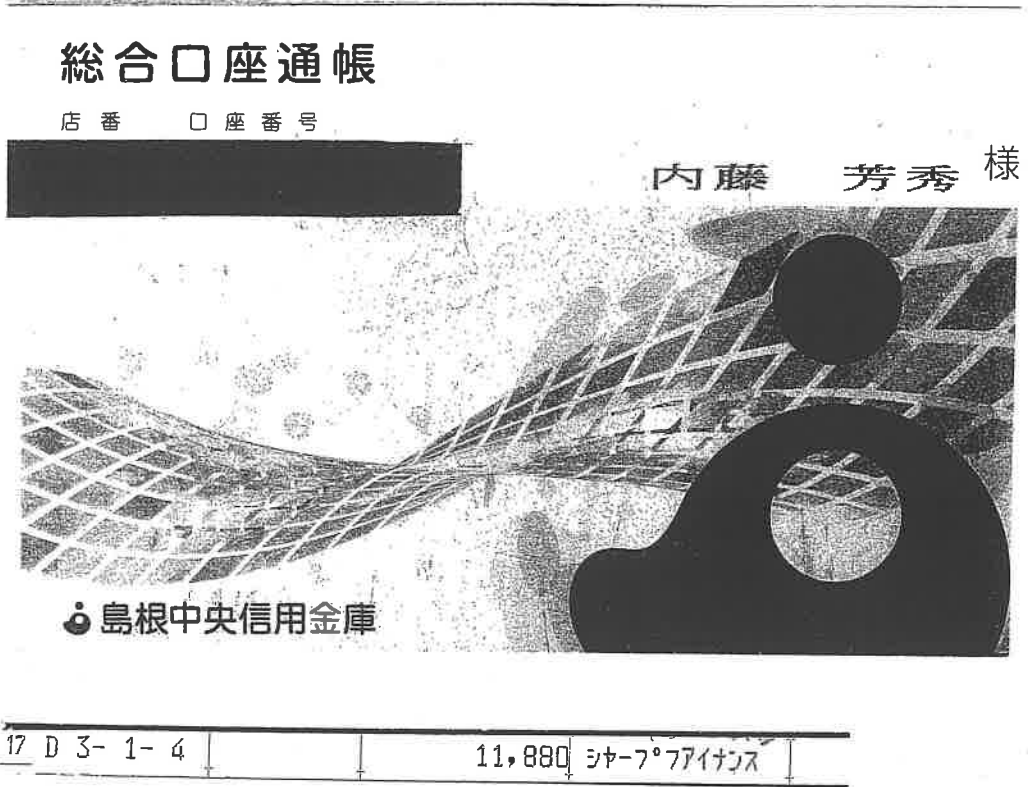 総合口座通帳
店番 口座番号
内藤 芳秀 様
島根中央信用金庫
17 D 3- 1- 4 11,880 シャープフアイナンス